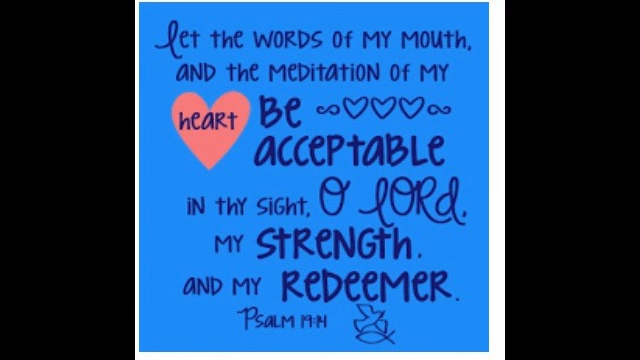 Let the words of my mouth,
and the meditation of my
heart Be
acceptable
in thy sight, O LORD,
my STRENGTH,
and my REDEEMER.
Psalm 19:14